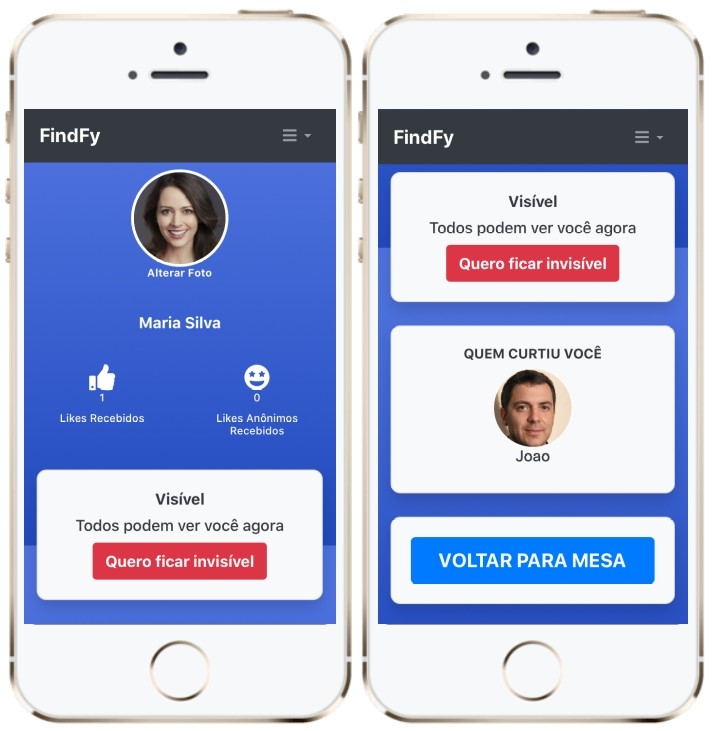 FindFy
Alterar Foto
Maria Silva
1
0
Likes Recebidos
Likes Anônimos
Recebidos
Visível
Todos podem ver você agora
Quero ficar invisível
FindFy
Visível
Todos podem ver você agora
Quero ficar invisível
QUEM CURTIU VOCÊ
Joao
VOLTAR PARA MESA